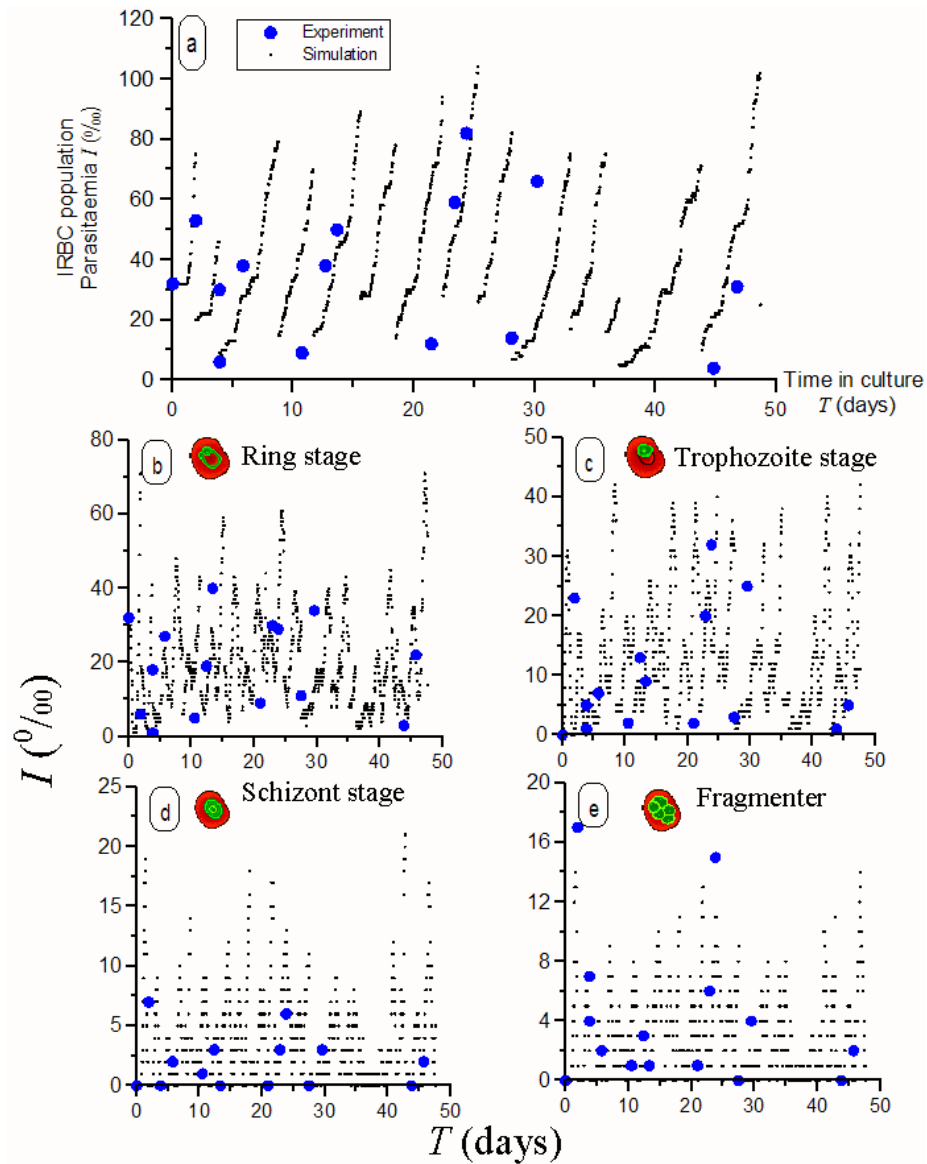 120
a
Experiment
Simulation
100
80
60
40
20
0
IRBC population
Parasitaemia I (0/00)
0 10 20 30 40 50
Time in culture
T (days)
b
Ring stage
80
60
40
20
0
0 10 20 30 40 50
c
Trophozoite stage
50
40
30
20
10
0
0 10 20 30 40 50
I (0/00)
d
Schizont stage
25
20
15
10
5
0
0 10 20 30 40 50
e
Fragmenter
20
16
12
8
4
0
0 10 20 30 40 50
T (days)